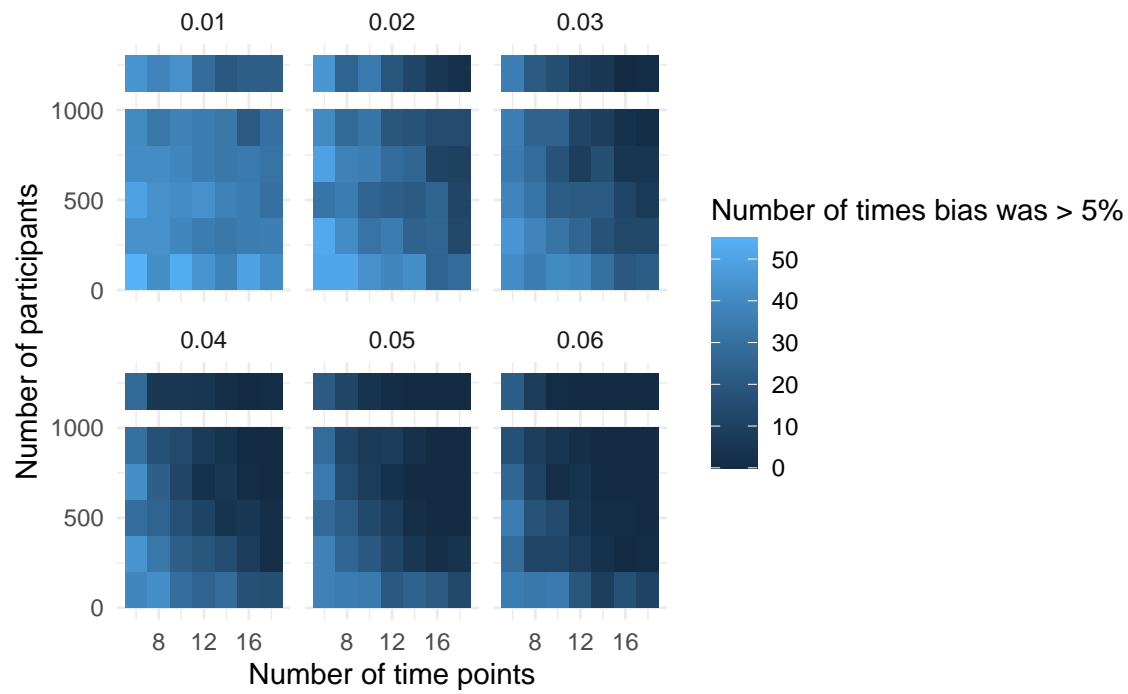 0.01 0.02 0.03
1000
500
0
Number of participants
Number of times bias was > 5%
50
40
30
20
10
0
0.04 0.05 0.06
1000
500
0
8 12 16 8 12 16 8 12 16
Number of time points